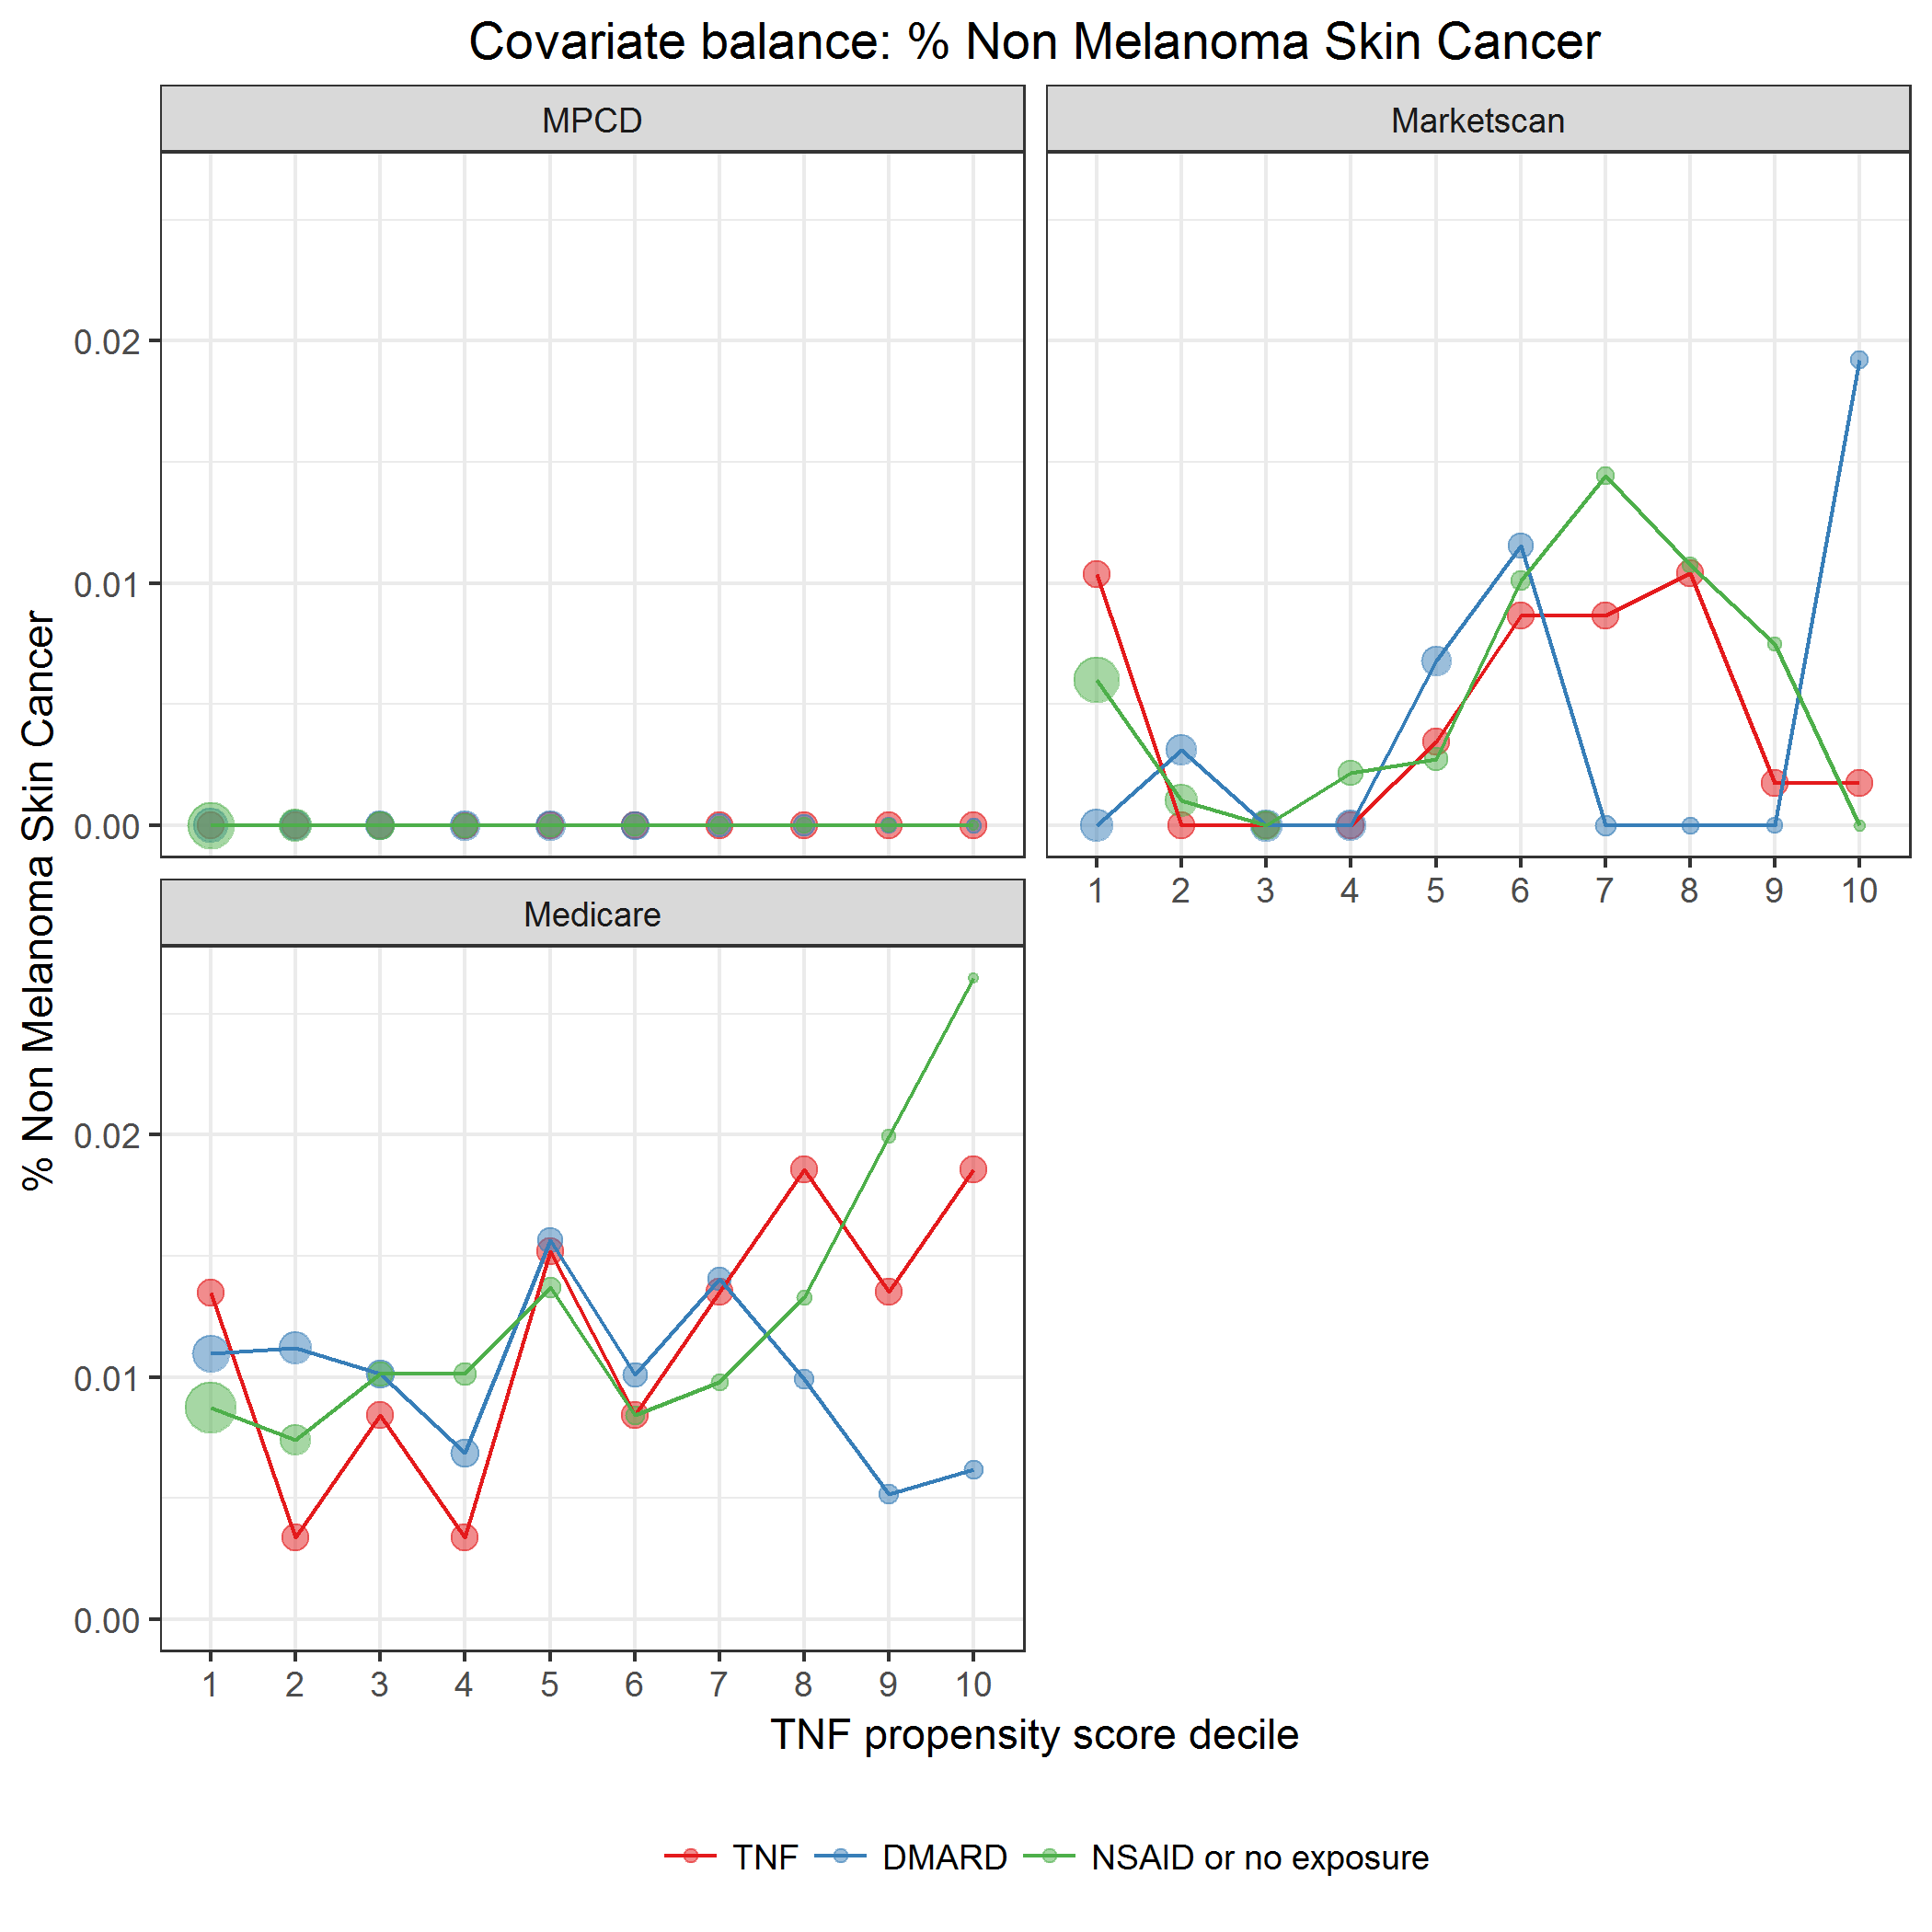 Covariate balance: % Non Melanoma Skin Cancer
MPCD
Marketscan
0.02
0.01
0.00
1 2 3 4 5 6 7 8 9 10
Medicare
0.02
0.01
0.00
1 2 3 4 5 6 7 8 9 10
% Non Melanoma Skin Cancer
TNF propensity score decile
TNF DMARD NSAID or no exposure